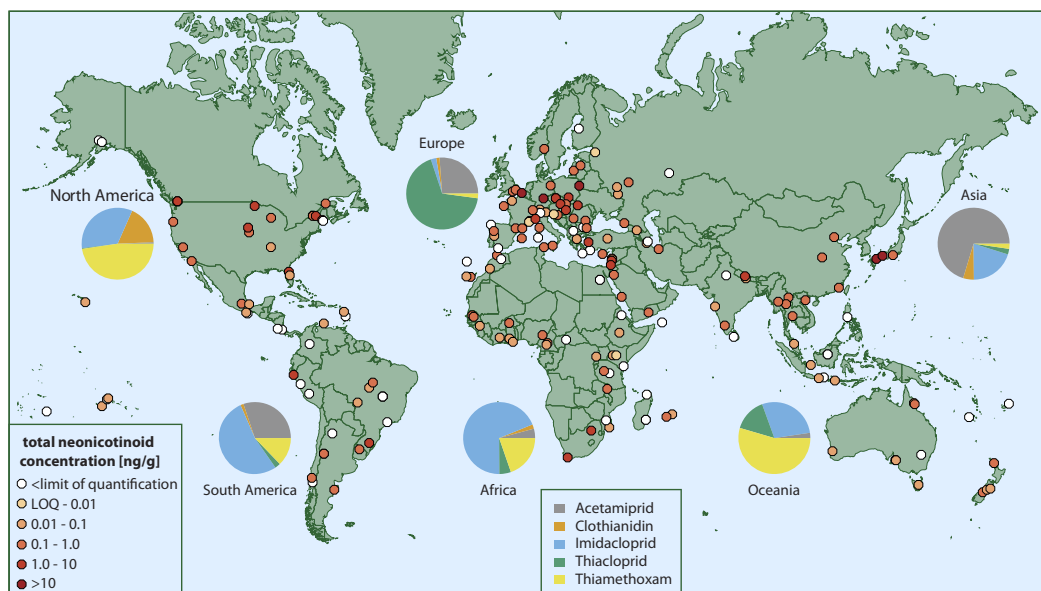 Europe
North America
Asia
South America
Africa
Oceania
total neonicotinoid
concentration [ng/g]
<limit of quantification
LOQ - 0.01
0.01 - 0.1
0.1 - 1.0
1.0 - 10
>10
Acetamiprid
Clothianidin
Imidacloprid
Thiacloprid
Thiamethoxam